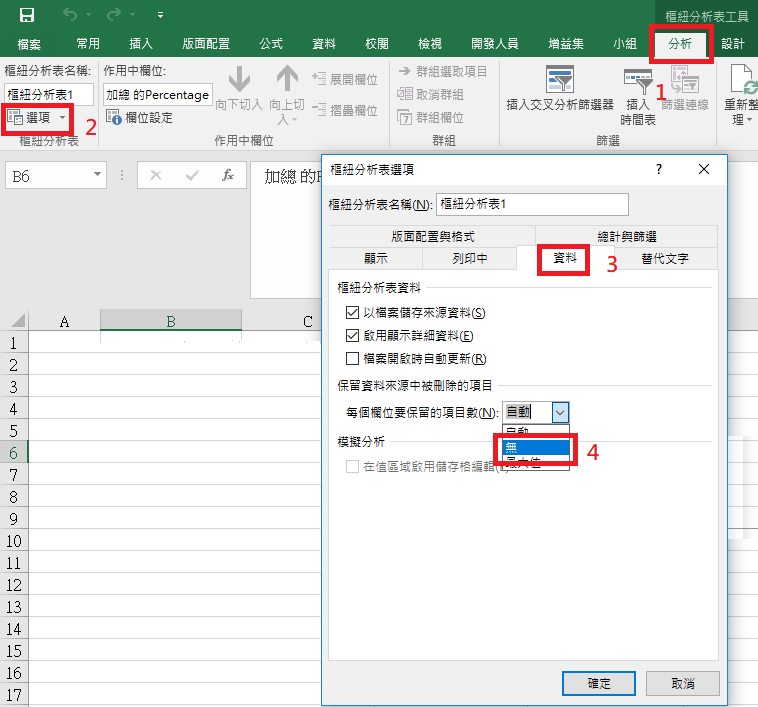 樞紐分析表工具
檔案 常用 插入 版面配置 公式 資料 校閱 檢視 開發人員 增益集 小組 分析 設計
樞紐分析表名稱: 作用中欄位:
樞紐分析表1 加總 的Percentage 向下切入 向上切入 展開欄位 群組選取項目 插入交叉分析篩選器 插入時間表 1 篩選連線 重新整理
選項 2 欄位設定 摺疊欄位 取消群組
群組欄位
樞紐分析表 作用中欄位 群組 篩選
B6 fx 加總 的
樞紐分析表選項 ? ×
樞紐分析表名稱(N): 樞紐分析表1
版面配置與格式 總計與篩選
顯示 列印中 資料 3 替代文字
樞紐分析表資料
以檔案儲存來源資料(S)
啟用顯示詳細資料(E)
檔案開啟時自動更新(R)
保留資料來源中被刪除的項目
每個欄位要保留的項目數(N): 自動
自動
無 4
最大值
模擬分析
在值區域啟用儲存格編輯
確定 取消
A B C
1
2
3
4
5
6
7
8
9
10
11
12
13
14
15
16
17